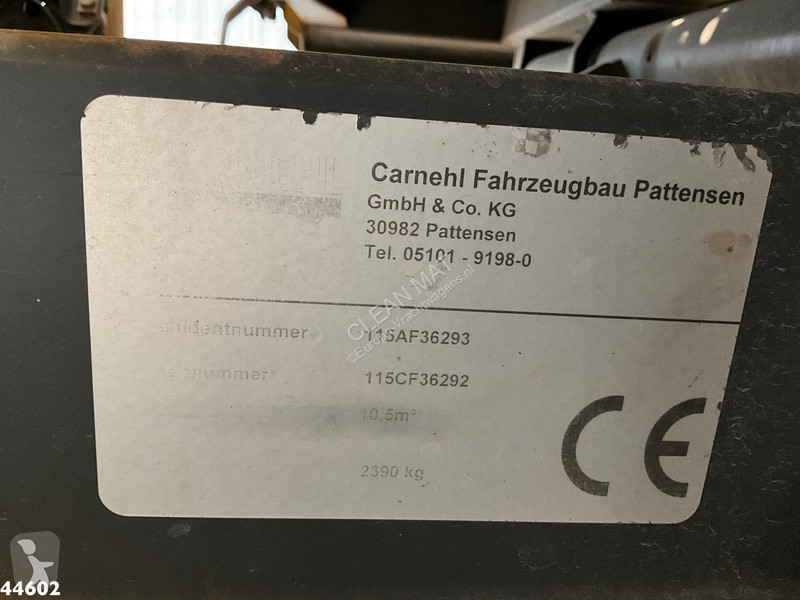 Carnehl Fahrzeugbau Pattensen
GmbH & Co. KG
30982 Pattensen
Tel. 05101 - 9198-0
CLEAN MAT
115AF36293
115CF36292
10.5m³
2390 kg
CE
44602